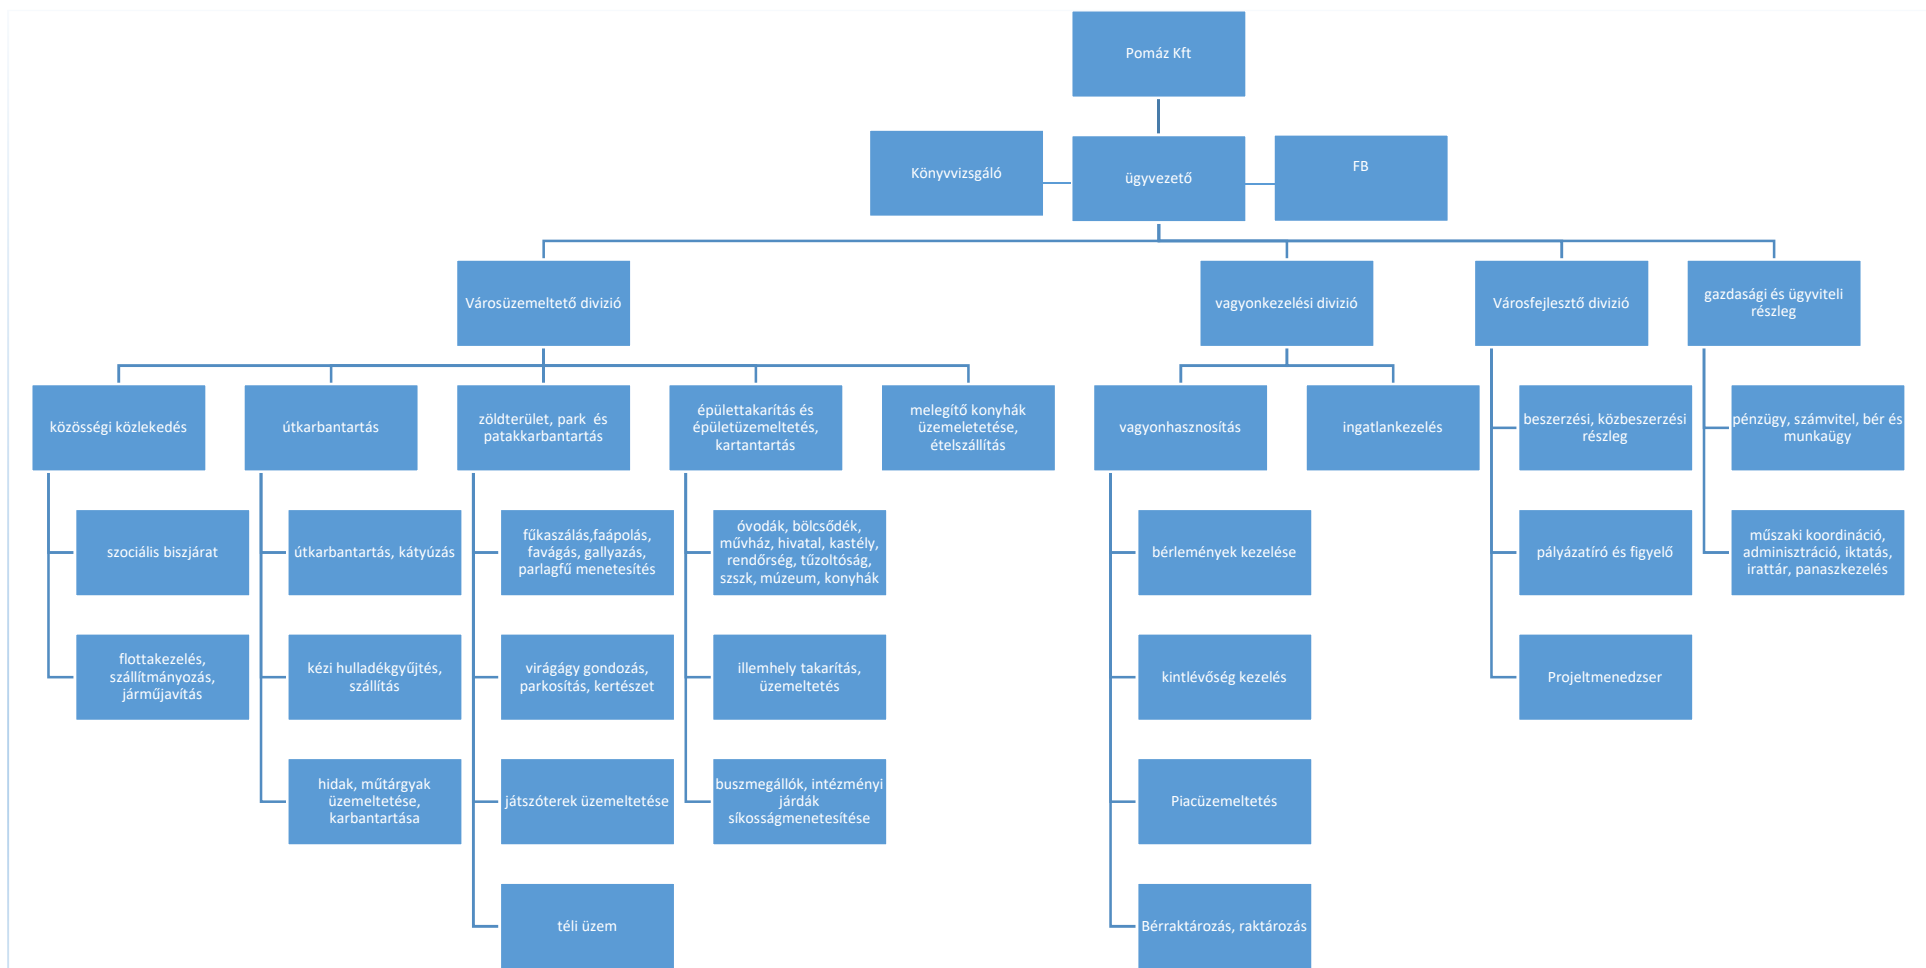 Pomáz Kft
Könyvvizsgáló
ügyvezető
FB
Városüzemeltető divizió
vagyonkezelési divizió
Városfejlesztő divizió
gazdasági és ügyviteli
részleg
közösségi közlekedés
útkarbantartás
zöldterület, park és
patakkarbantartás
épülettakarítás és
épületüzemeltetés,
kartantartás
melegítő konyhák
üzemeletetése,
ételszállítás
vagyonhasznosítás
ingatlankezelés
beszerzési, közbeszerzési
részleg
pénzügy, számvitel, bér és
munkaügy
szociális biszjárat
útkarbantartás, kátyúzás
fűkaszálás,faápolás,
favágás, gallyazás,
parlagfű menetesítés
óvodák, bölcsődék,
művház, hivatal, kastély,
rendőrség, tűzoltóság,
szszk, múzeum, konyhák
bérlemények kezelése
pályázatíró és figyelő
műszaki koordináció,
adminisztráció, iktatás,
irattár, panaszkezelés
flottakezelés,
szállítmányozás,
járműjavítás
kézi hulladékgyűjtés,
szállítás
virágágy gondozás,
parkosítás, kertészet
illemhely takarítás,
üzemeltetés
kintlévőség kezelés
Projeltmenedzser
hidak, műtárgyak
üzemeltetése,
karbantartása
játszóterek üzemeltetése
buszmegállók, intézményi
járdák
síkosságmenetesítése
Piacüzemeltetés
téli üzem
Bérraktározás, raktározás